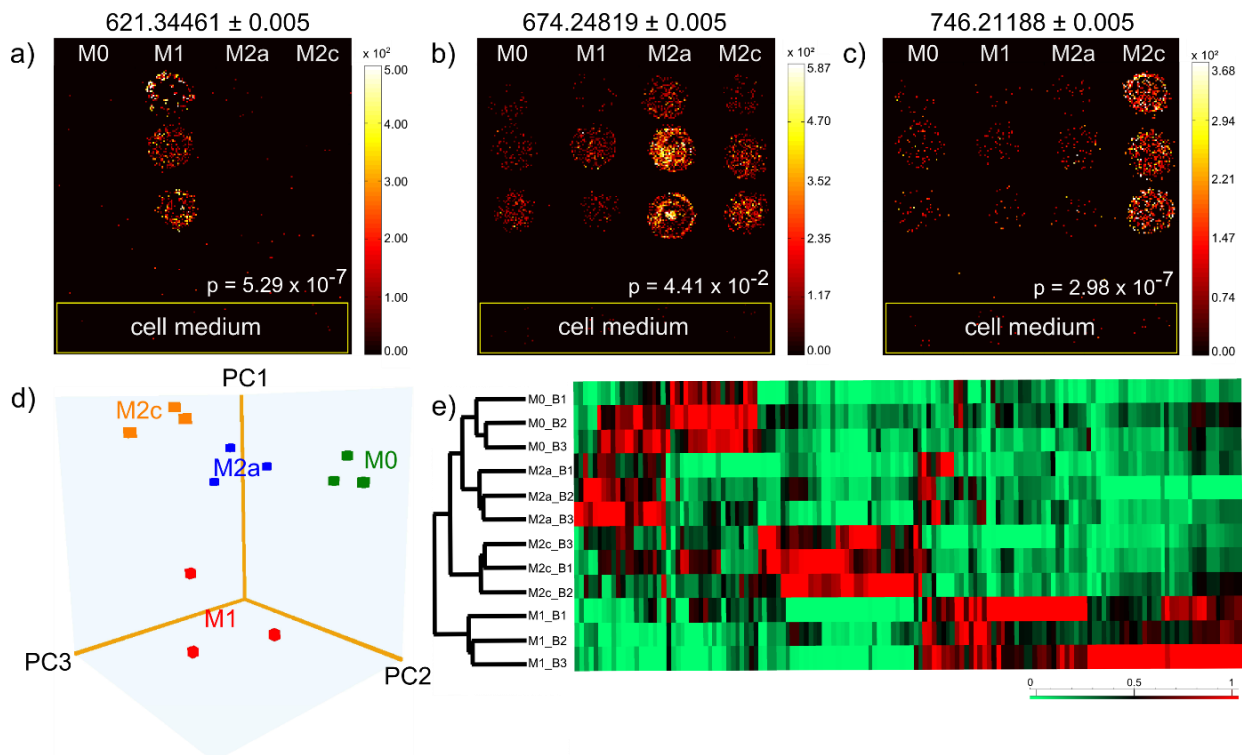 621.34461 ± 0.005
674.24819 ± 0.005
746.21188 ± 0.005
a)
M0 M1 M2a M2c
x 10²
5.00
4.00
3.00
2.00
1.00
0.00
p = 5.29 x 10⁻⁷
cell medium
b)
M0 M1 M2a M2c
x 10²
5.87
4.70
3.52
2.35
1.17
0.00
p = 4.41 x 10⁻²
cell medium
c)
M0 M1 M2a M2c
x 10²
3.68
2.94
2.21
1.47
0.74
0.00
p = 2.98 x 10⁻⁷
cell medium
d)
PC1
M2c
M2a
M0
M1
PC3
PC2
e)
M0_B1
M0_B2
M0_B3
M2a_B1
M2a_B2
M2a_B3
M2c_B3
M2c_B1
M2c_B2
M1_B1
M1_B2
M1_B3
0 0.5 1